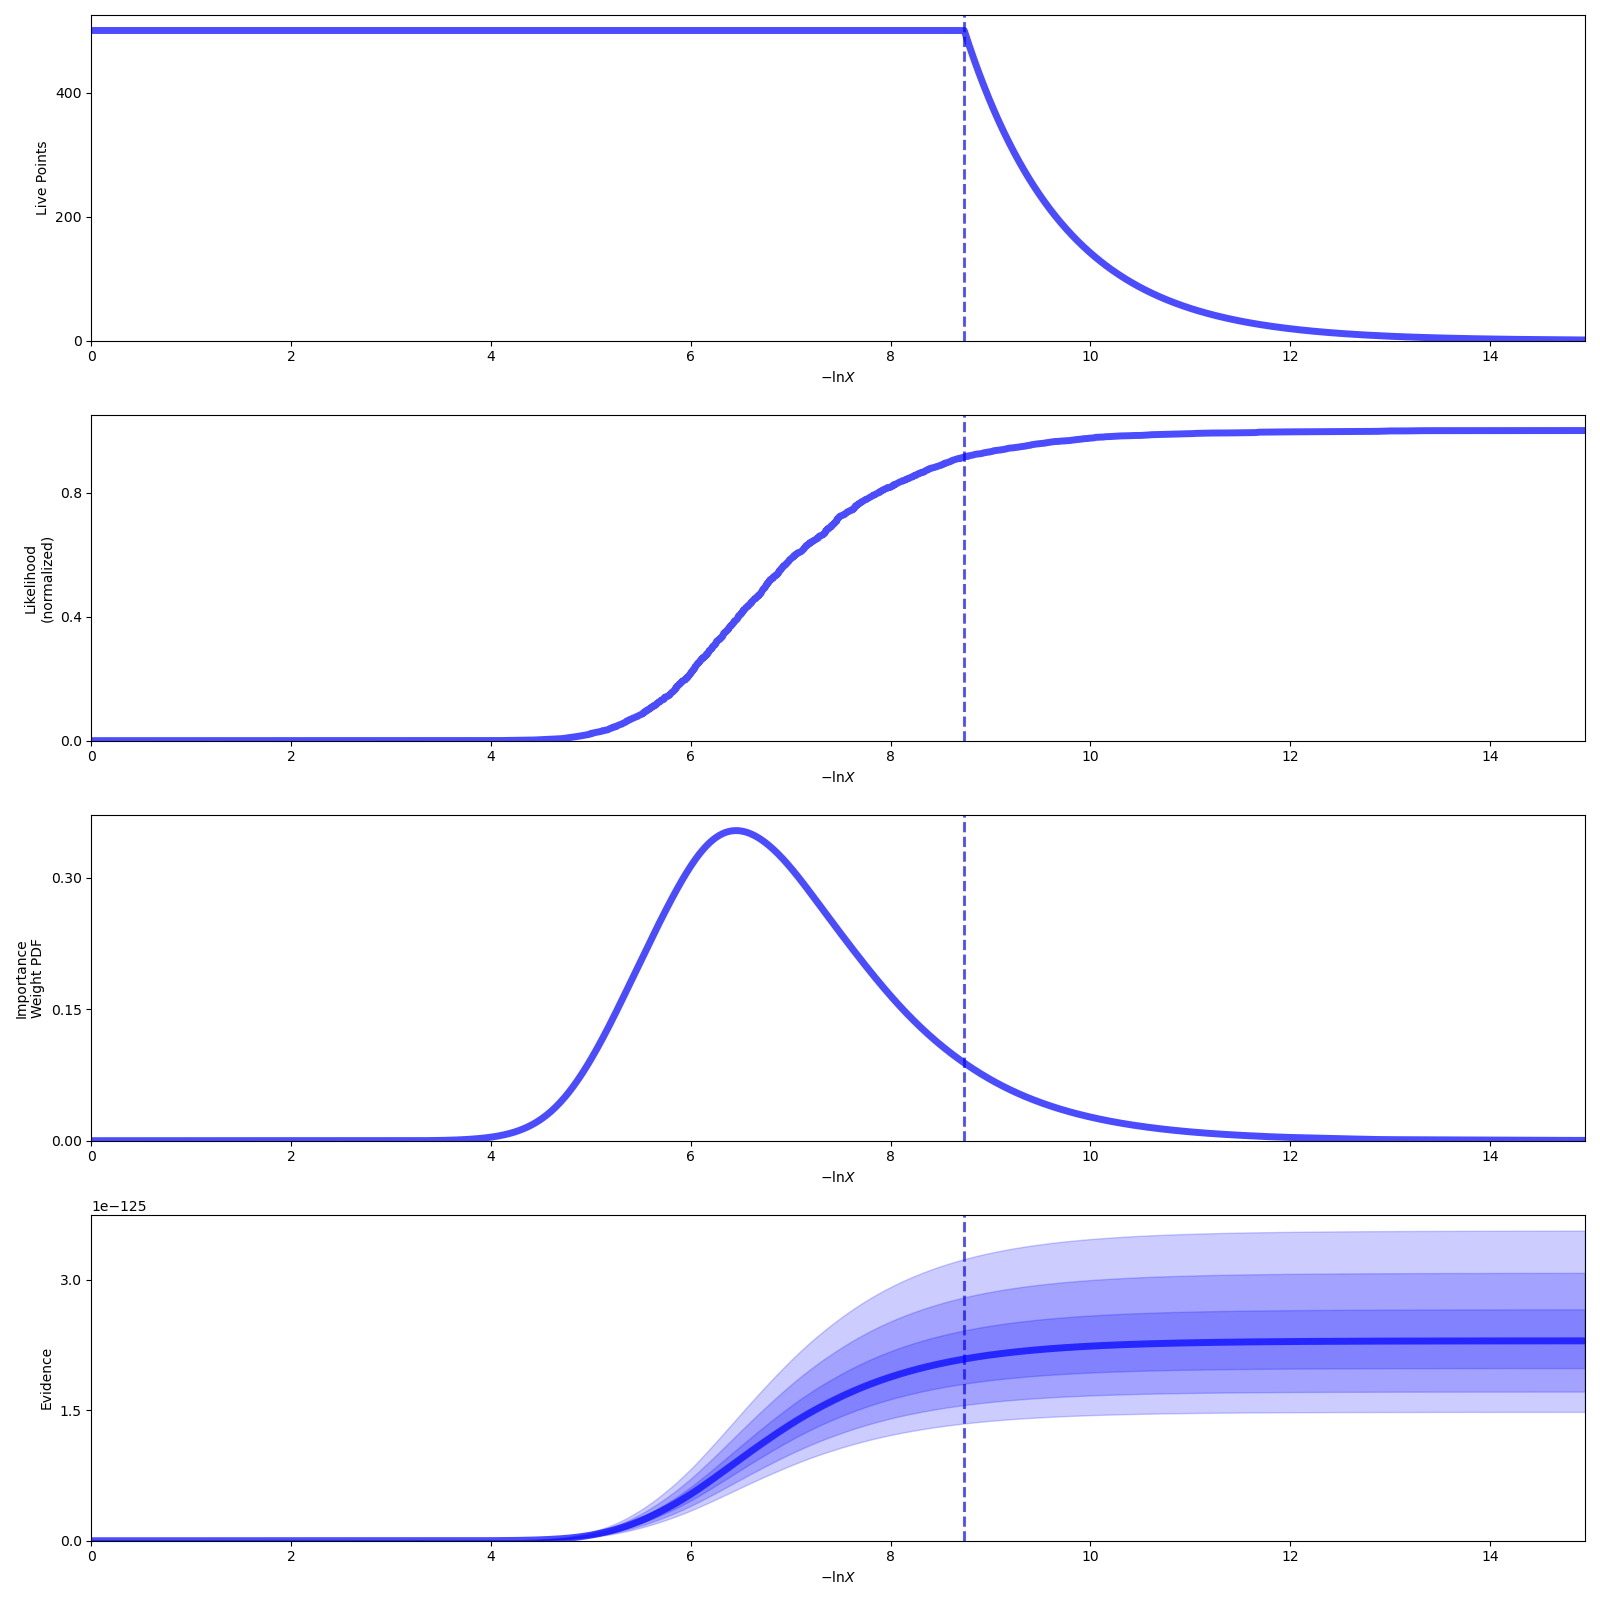 400
200
0
Live Points
0 2 4 6 8 10 12 14
−lnX
0.8
0.4
0.0
Likelihood
(normalized)
0 2 4 6 8 10 12 14
−lnX
0.30
0.15
0.00
Importance
Weight PDF
0 2 4 6 8 10 12 14
−lnX
1e−125
3.0
1.5
0.0
Evidence
0 2 4 6 8 10 12 14
−lnX